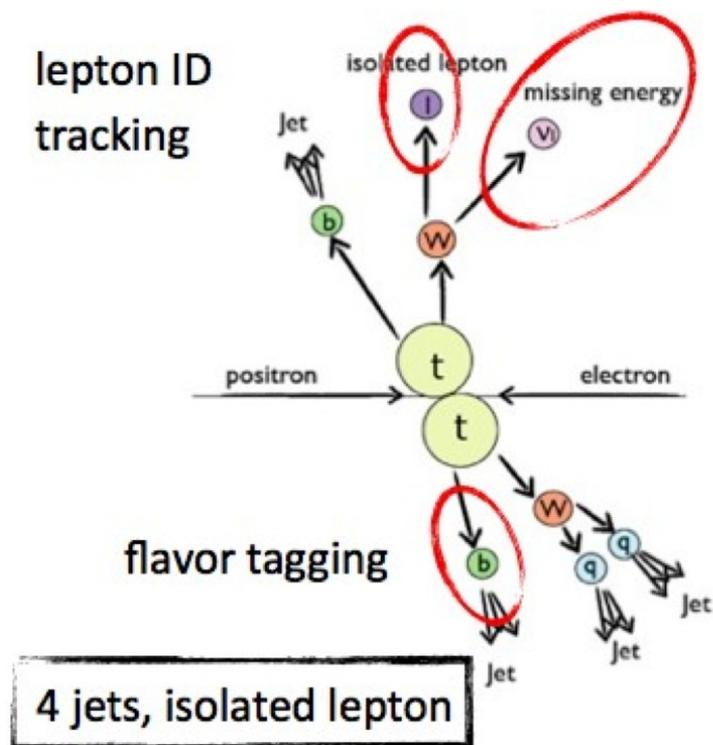 lepton ID
tracking
isolated lepton
missing energy
l
νl
Jet
b
W
t
positron
electron
t
W
flavor tagging
b
q
q
Jet
Jet
Jet
4 jets, isolated lepton